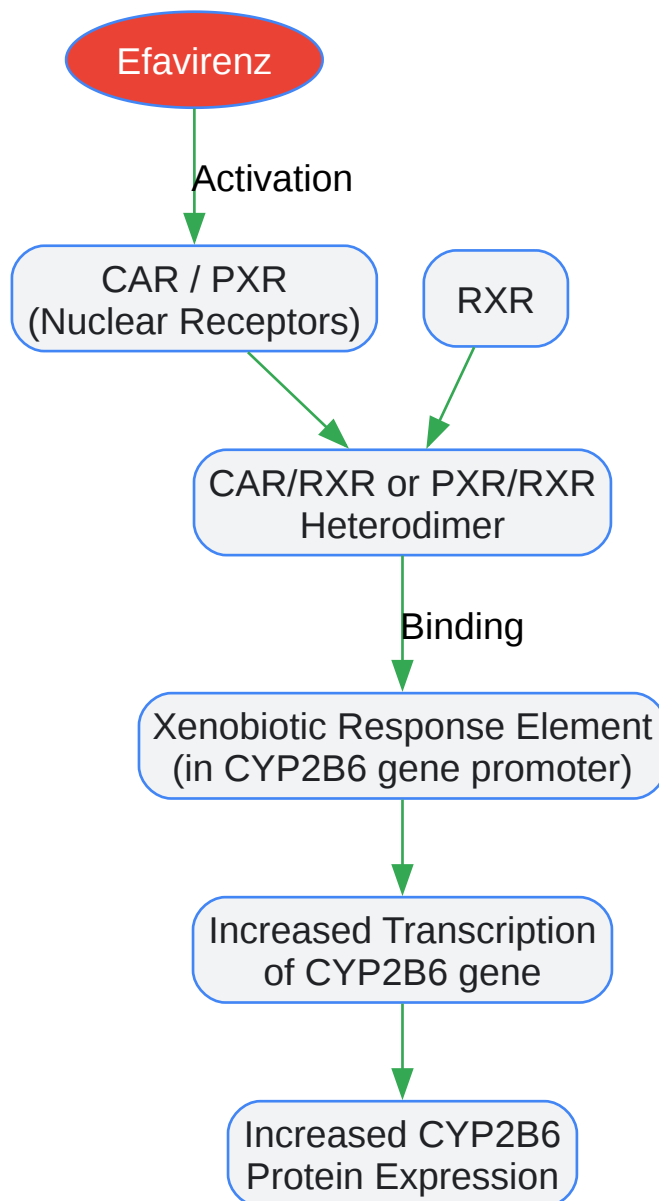 Efavirenz
Activation
CAR / PXR
(Nuclear Receptors)
RXR
CAR/RXR or PXR/RXR
Heterodimer
Binding
Xenobiotic Response Element
(in CYP2B6 gene promoter)
Increased Transcription
of CYP2B6 gene
Increased CYP2B6
Protein Expression